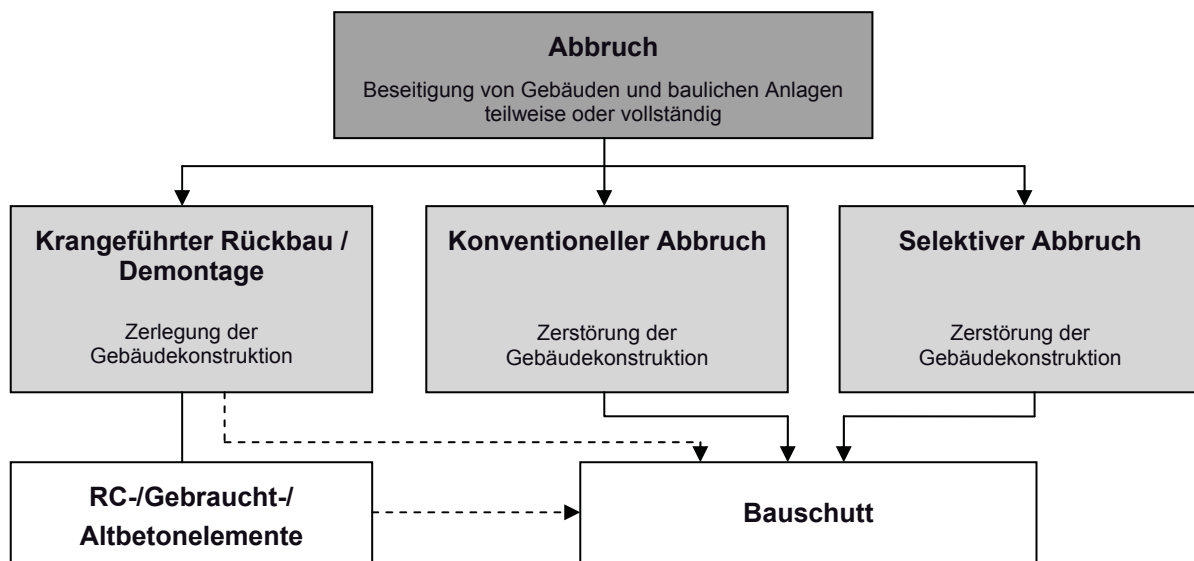 Abbruch
Beseitigung von Gebäuden und baulichen Anlagen
teilweise oder vollständig
Krangeführter Rückbau /
Demontage
Zerlegung der
Gebäudekonstruktion
Konventioneller Abbruch
Zerstörung der
Gebäudekonstruktion
Selektiver Abbruch
Zerstörung der
Gebäudekonstruktion
RC-/Gebraucht-/
Altbetonelemente
Bauschutt